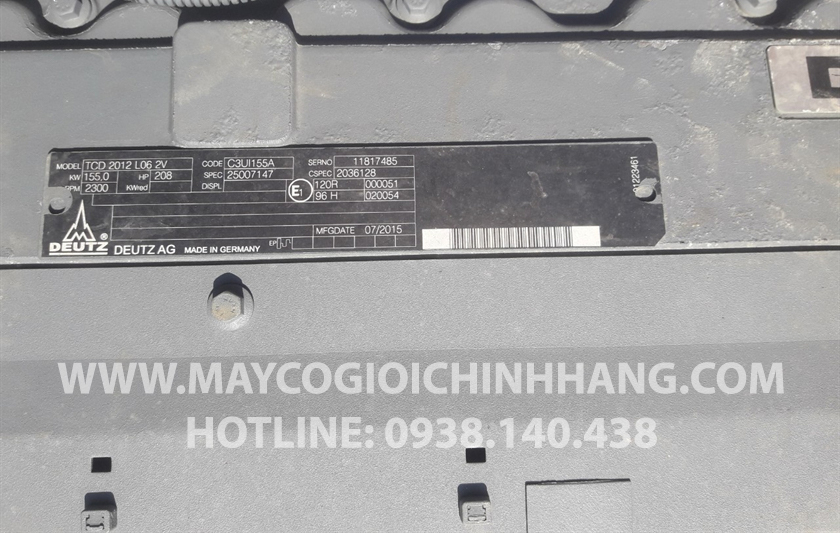 MODEL TCD 2012 L06 2V CODE C3UI155A SERNO 11817485
KW 155.0 HP 208 SPEC 25007147 CSPEC 2036128
RPM 2300 KWred DISPL E1 120R 000051
96 H 020054
MFGDATE 07/2015
DEUTZ® DEUTZ AG MADE IN GERMANY EP
01223461
WWW.MAYCOGIOICHINHHANG.COM
HOTLINE: 0938.140.438